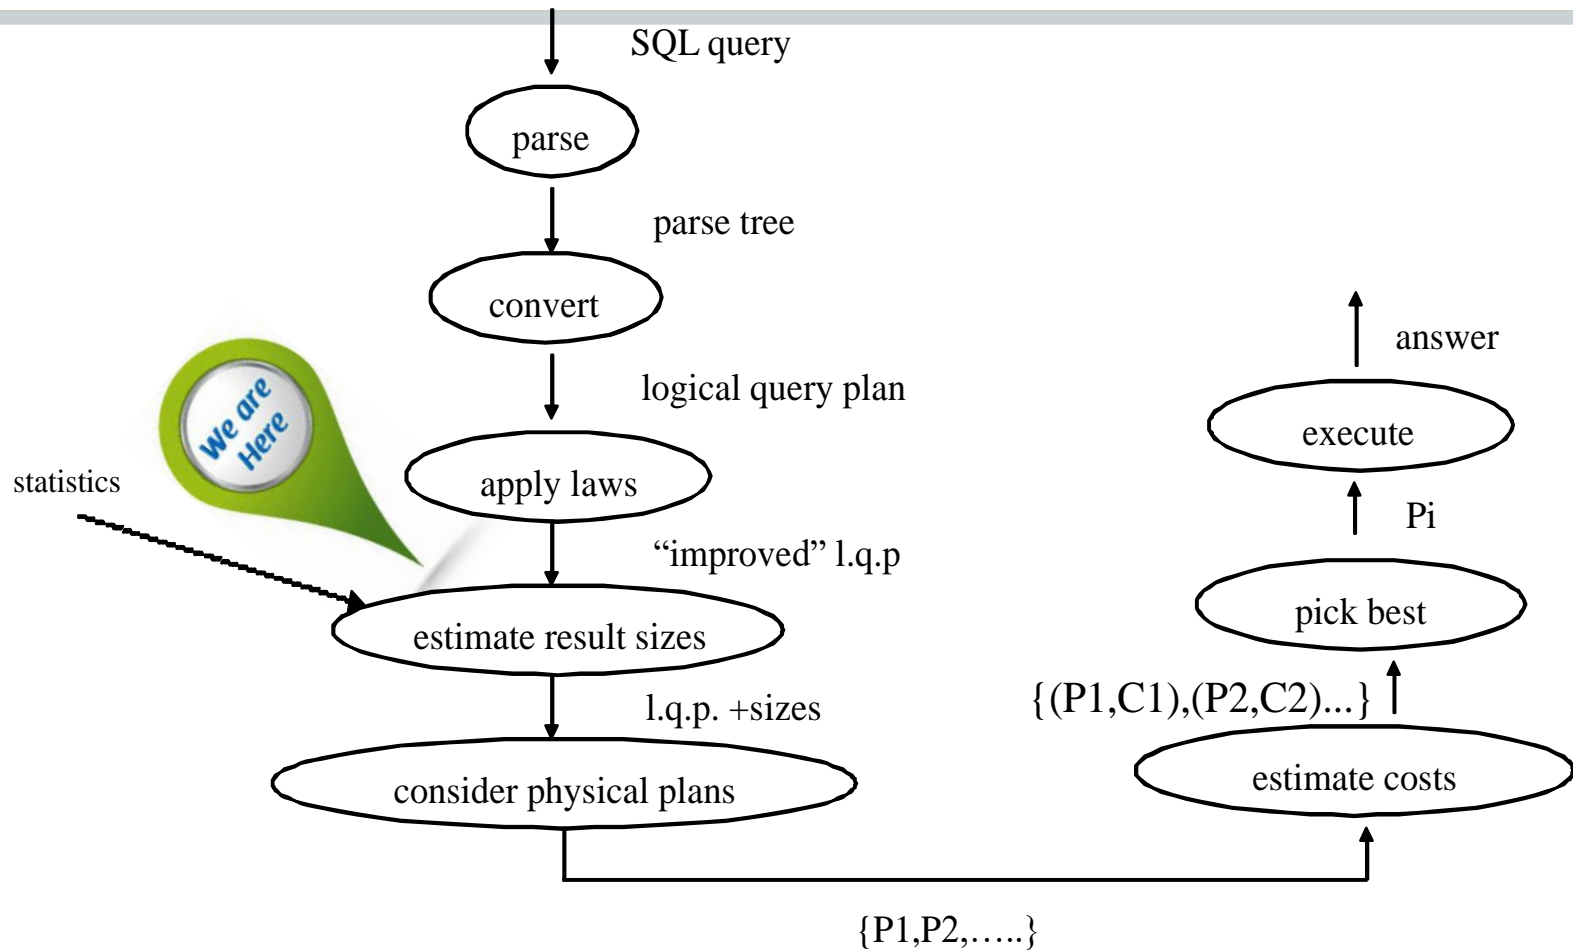 SQL query
parse
parse tree
convert
logical query plan
We are
Here
apply laws
statistics
“improved” l.q.p
estimate result sizes
l.q.p. +sizes
consider physical plans
{P1,P2,…..}
estimate costs
{(P1,C1),(P2,C2)...}
pick best
Pi
execute
answer